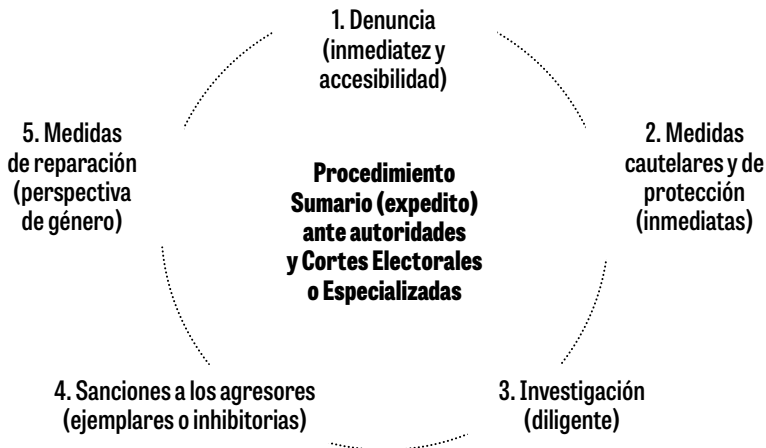 1. Denuncia
(inmediatez y
accesibilidad)
2. Medidas
cautelares y de
protección
(inmediatas)
3. Investigación
(diligente)
4. Sanciones a los agresores
(ejemplares o inhibitorias)
5. Medidas
de reparación
(perspectiva
de género)
Procedimiento
Sumario (expedito)
ante autoridades
y Cortes Electorales
o Especializadas